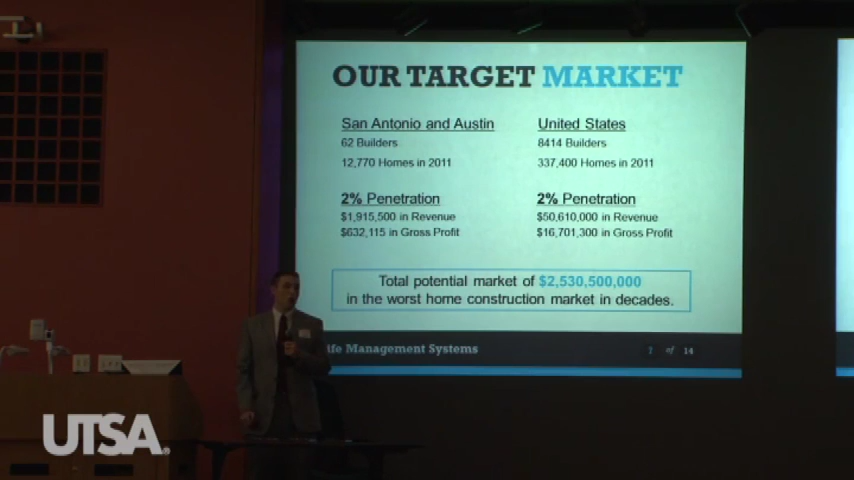 OUR TARGET MARKET
San Antonio and Austin
62 Builders
12,770 Homes in 2011
2% Penetration
$1,915,500 in Revenue
$632,115 in Gross Profit
United States
8414 Builders
337,400 Homes in 2011
2% Penetration
$50,610,000 in Revenue
$16,701,300 in Gross Profit
Total potential market of $2,530,500,000
in the worst home construction market in decades.
Management Systems
of 14
UTSA